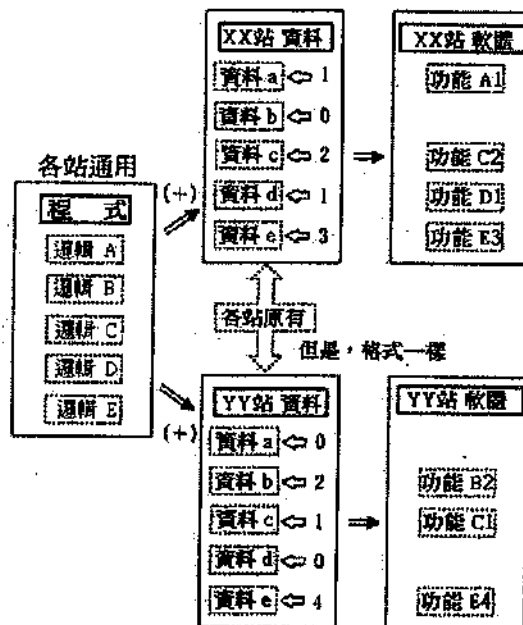 各站通用
程 式
邏輯 A
邏輯 B
邏輯 C
邏輯 D
邏輯 E
(+)
(+)
XX站 資料
資料 a 1
資料 b 0
資料 c 2
資料 d 1
資料 e 3
XX站 軟體
功能 A1
功能 C2
功能 D1
功能 E3
各站原有
但是，格式一樣
YY站 資料
資料 a 0
資料 b 2
資料 c 1
資料 d 0
資料 e 4
YY站 軟體
功能 B2
功能 C1
功能 E4